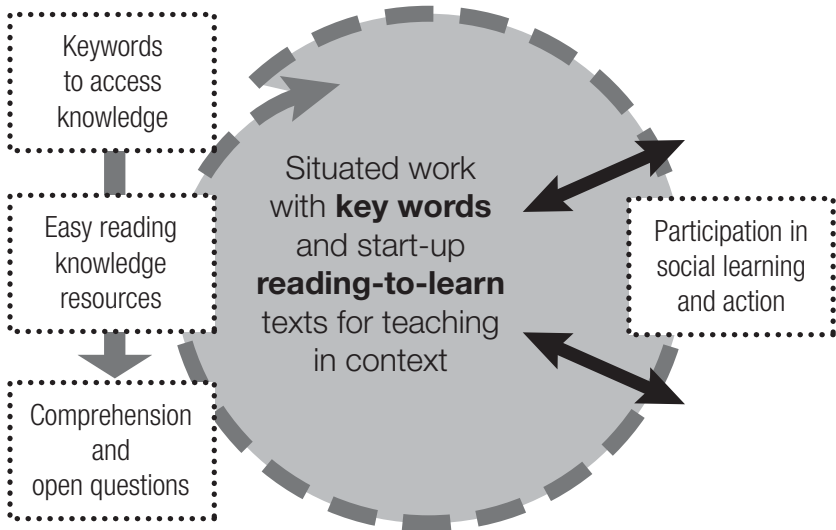 Keywords
to access
knowledge
Easy reading
knowledge
resources
Comprehension
and
open questions
Situated work
with key words
and start-up
reading-to-learn
texts for teaching
in context
Participation in
social learning
and action